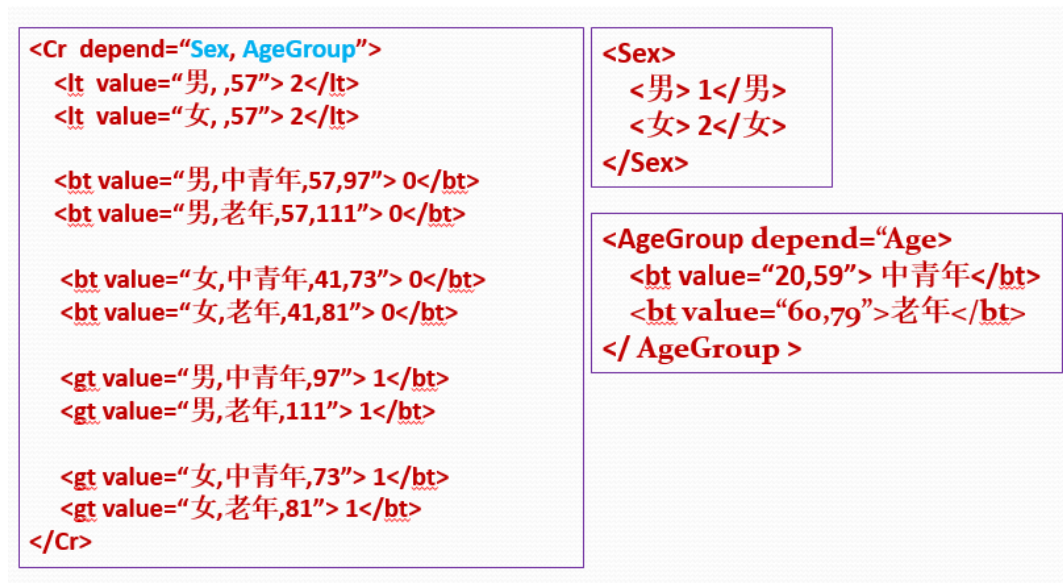 <Cr depend=“Sex, AgeGroup”>
<lt value=“男, ,57”> 2</lt>
<lt value=“女, ,57”> 2</lt>
<bt value=“男,中青年,57,97”> 0</bt>
<bt value=“男,老年,57,111”> 0</bt>
<bt value=“女,中青年,41,73”> 0</bt>
<bt value=“女,老年,41,81”> 0</bt>
<gt value=“男,中青年,97”> 1</bt>
<gt value=“男,老年,111”> 1</bt>
<gt value=“女,中青年,73”> 1</bt>
<gt value=“女,老年,81”> 1</bt>
</Cr>
<Sex>
<男> 1</男>
<女> 2</女>
</Sex>
<AgeGroup depend=“Age>
<bt value=“20,59”> 中青年</bt>
<bt value=“60,79”>老年</bt>
</ AgeGroup >